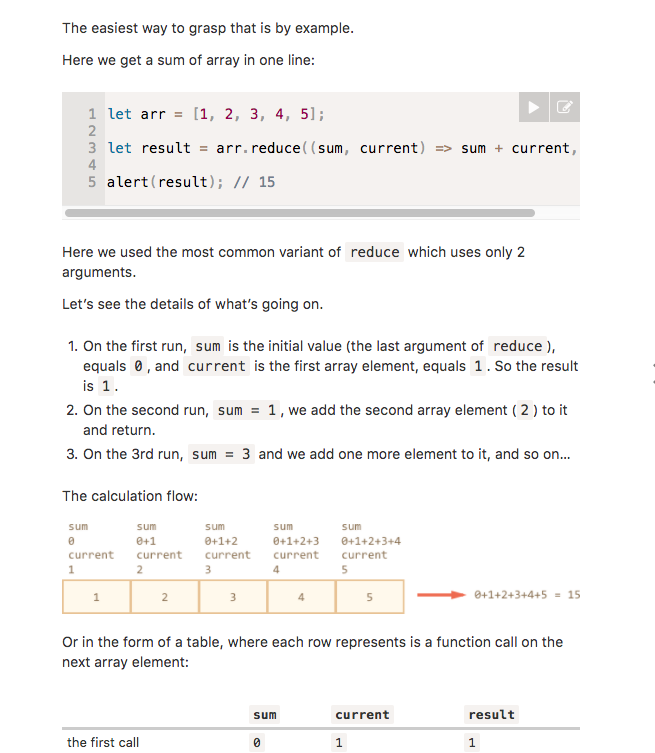 The easiest way to grasp that is by example.
Here we get a sum of array in one line:
1 let arr = [1, 2, 3, 4, 5];
2
3 let result = arr.reduce((sum, current) => sum + current,
4
5 alert(result); // 15
Here we used the most common variant of reduce which uses only 2
arguments.
Let's see the details of what's going on.
1. On the first run, sum is the initial value (the last argument of reduce),
equals 0, and current is the first array element, equals 1. So the result
is 1.
2. On the second run, sum = 1, we add the second array element (2) to it
and return.
3. On the 3rd run, sum = 3 and we add one more element to it, and so on…
The calculation flow:
sum sum sum sum sum
0 0+1 0+1+2 0+1+2+3 0+1+2+3+4
current current current current current
1 2 3 4 5
1 2 3 4 5 0+1+2+3+4+5 = 15
Or in the form of a table, where each row represents is a function call on the
next array element:
sum current result
the first call 0 1 1